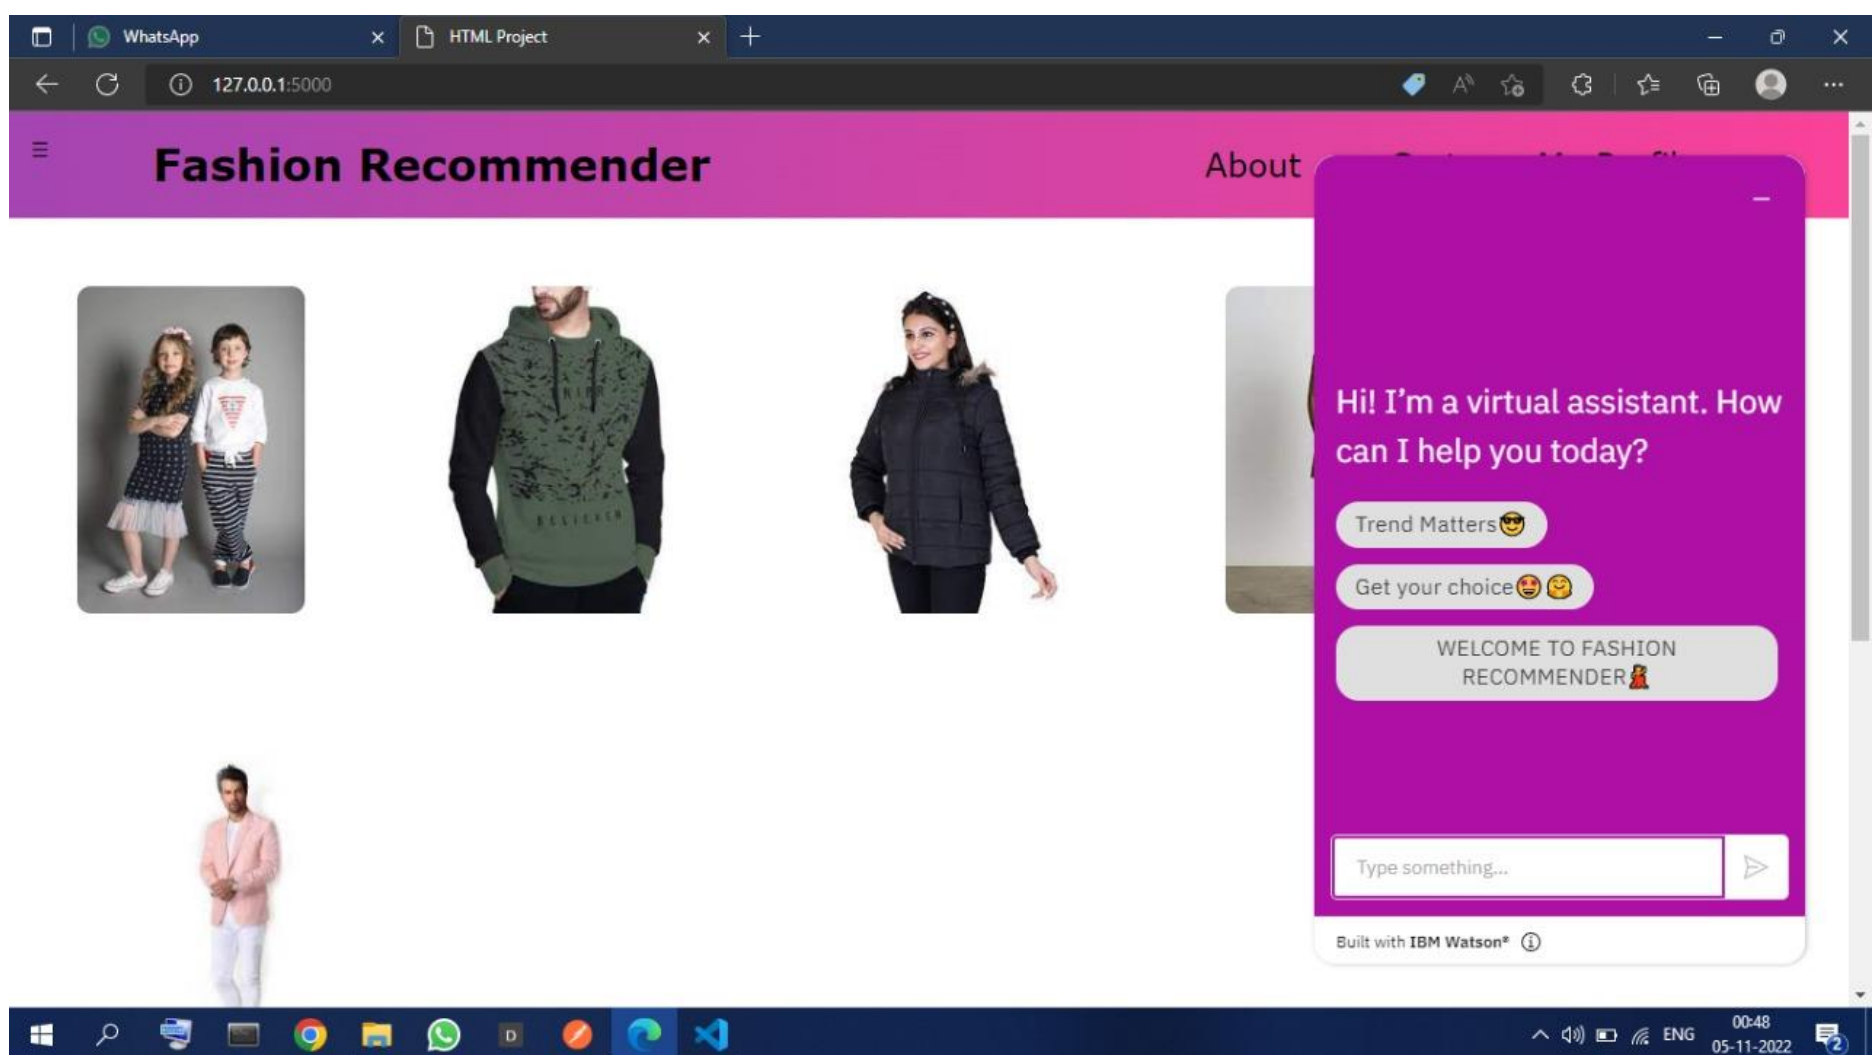 WhatsApp
HTML Project
127.0.0.1:5000
Fashion Recommender
About
Hi! I'm a virtual assistant. How
can I help you today?
Trend Matters😎
Get your choice🤩🤗
WELCOME TO FASHION
RECOMMENDER💃
Type something...
Built with IBM Watson®
BELIEVER
D
ENG
00:48
05-11-2022
2